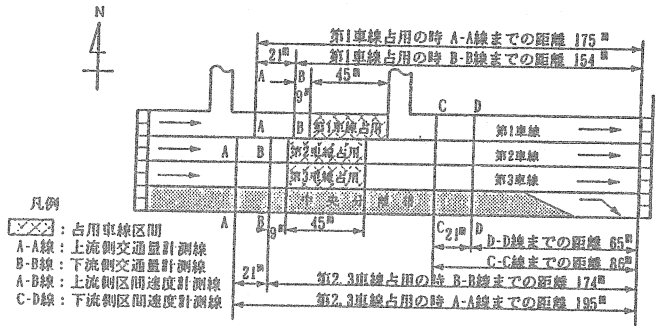 N
第1車線占用の時 A-A線までの距離 175m
21m 第1車線占用の時 B-B線までの距離 154m
A B 45m
9m
C D
A B 第1車線占用 第1車線
A B 第2車線占用 第2車線
第3車線占用 第3車線
中央分離帯
凡例
A B 9m 45m C 21m D
:占用車線区間 D-D線までの距離 65m
A-A線:上流側交通量計測線 C-C線までの距離 86m
B-B線:下流側交通量計測線
21m 第2,3車線占用の時 B-B線までの距離 174m
A-B線:上流側区間速度計測線
C-D線:下流側区間速度計測線 第2,3車線占用の時 A-A線までの距離 195m